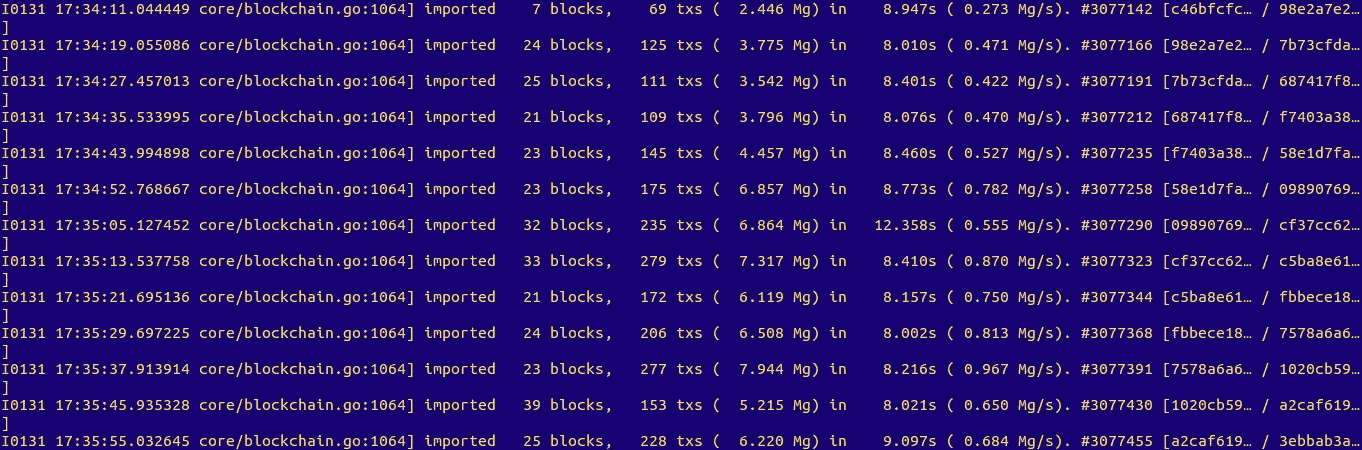 I0131 17:34:11.044449 core/blockchain.go:1064] imported    7 blocks,    69 txs (  2.446 Mg) in    8.947s ( 0.273 Mg/s). #3077142 [c46bfcfc… / 98e2a7e2…
]
I0131 17:34:19.055086 core/blockchain.go:1064] imported   24 blocks,   125 txs (  3.775 Mg) in    8.010s ( 0.471 Mg/s). #3077166 [98e2a7e2… / 7b73cfda…
]
I0131 17:34:27.457013 core/blockchain.go:1064] imported   25 blocks,   111 txs (  3.542 Mg) in    8.401s ( 0.422 Mg/s). #3077191 [7b73cfda… / 687417f8…
]
I0131 17:34:35.533995 core/blockchain.go:1064] imported   21 blocks,   109 txs (  3.796 Mg) in    8.076s ( 0.470 Mg/s). #3077212 [687417f8… / f7403a38…
]
I0131 17:34:43.994898 core/blockchain.go:1064] imported   23 blocks,   145 txs (  4.457 Mg) in    8.460s ( 0.527 Mg/s). #3077235 [f7403a38… / 58e1d7fa…
]
I0131 17:34:52.768667 core/blockchain.go:1064] imported   23 blocks,   175 txs (  6.857 Mg) in    8.773s ( 0.782 Mg/s). #3077258 [58e1d7fa… / 09890769…
]
I0131 17:35:05.127452 core/blockchain.go:1064] imported   32 blocks,   235 txs (  6.864 Mg) in   12.358s ( 0.555 Mg/s). #3077290 [09890769… / cf37cc62…
]
I0131 17:35:13.537758 core/blockchain.go:1064] imported   33 blocks,   279 txs (  7.317 Mg) in    8.410s ( 0.870 Mg/s). #3077323 [cf37cc62… / c5ba8e61…
]
I0131 17:35:21.695136 core/blockchain.go:1064] imported   21 blocks,   172 txs (  6.119 Mg) in    8.157s ( 0.750 Mg/s). #3077344 [c5ba8e61… / fbbece18…
]
I0131 17:35:29.697225 core/blockchain.go:1064] imported   24 blocks,   206 txs (  6.508 Mg) in    8.002s ( 0.813 Mg/s). #3077368 [fbbece18… / 7578a6a6…
]
I0131 17:35:37.913914 core/blockchain.go:1064] imported   23 blocks,   277 txs (  7.944 Mg) in    8.216s ( 0.967 Mg/s). #3077391 [7578a6a6… / 1020cb59…
]
I0131 17:35:45.935328 core/blockchain.go:1064] imported   39 blocks,   153 txs (  5.215 Mg) in    8.021s ( 0.650 Mg/s). #3077430 [1020cb59… / a2caf619…
]
I0131 17:35:55.032645 core/blockchain.go:1064] imported   25 blocks,   228 txs (  6.220 Mg) in    9.097s ( 0.684 Mg/s). #3077455 [a2caf619… / 3ebbab3a…